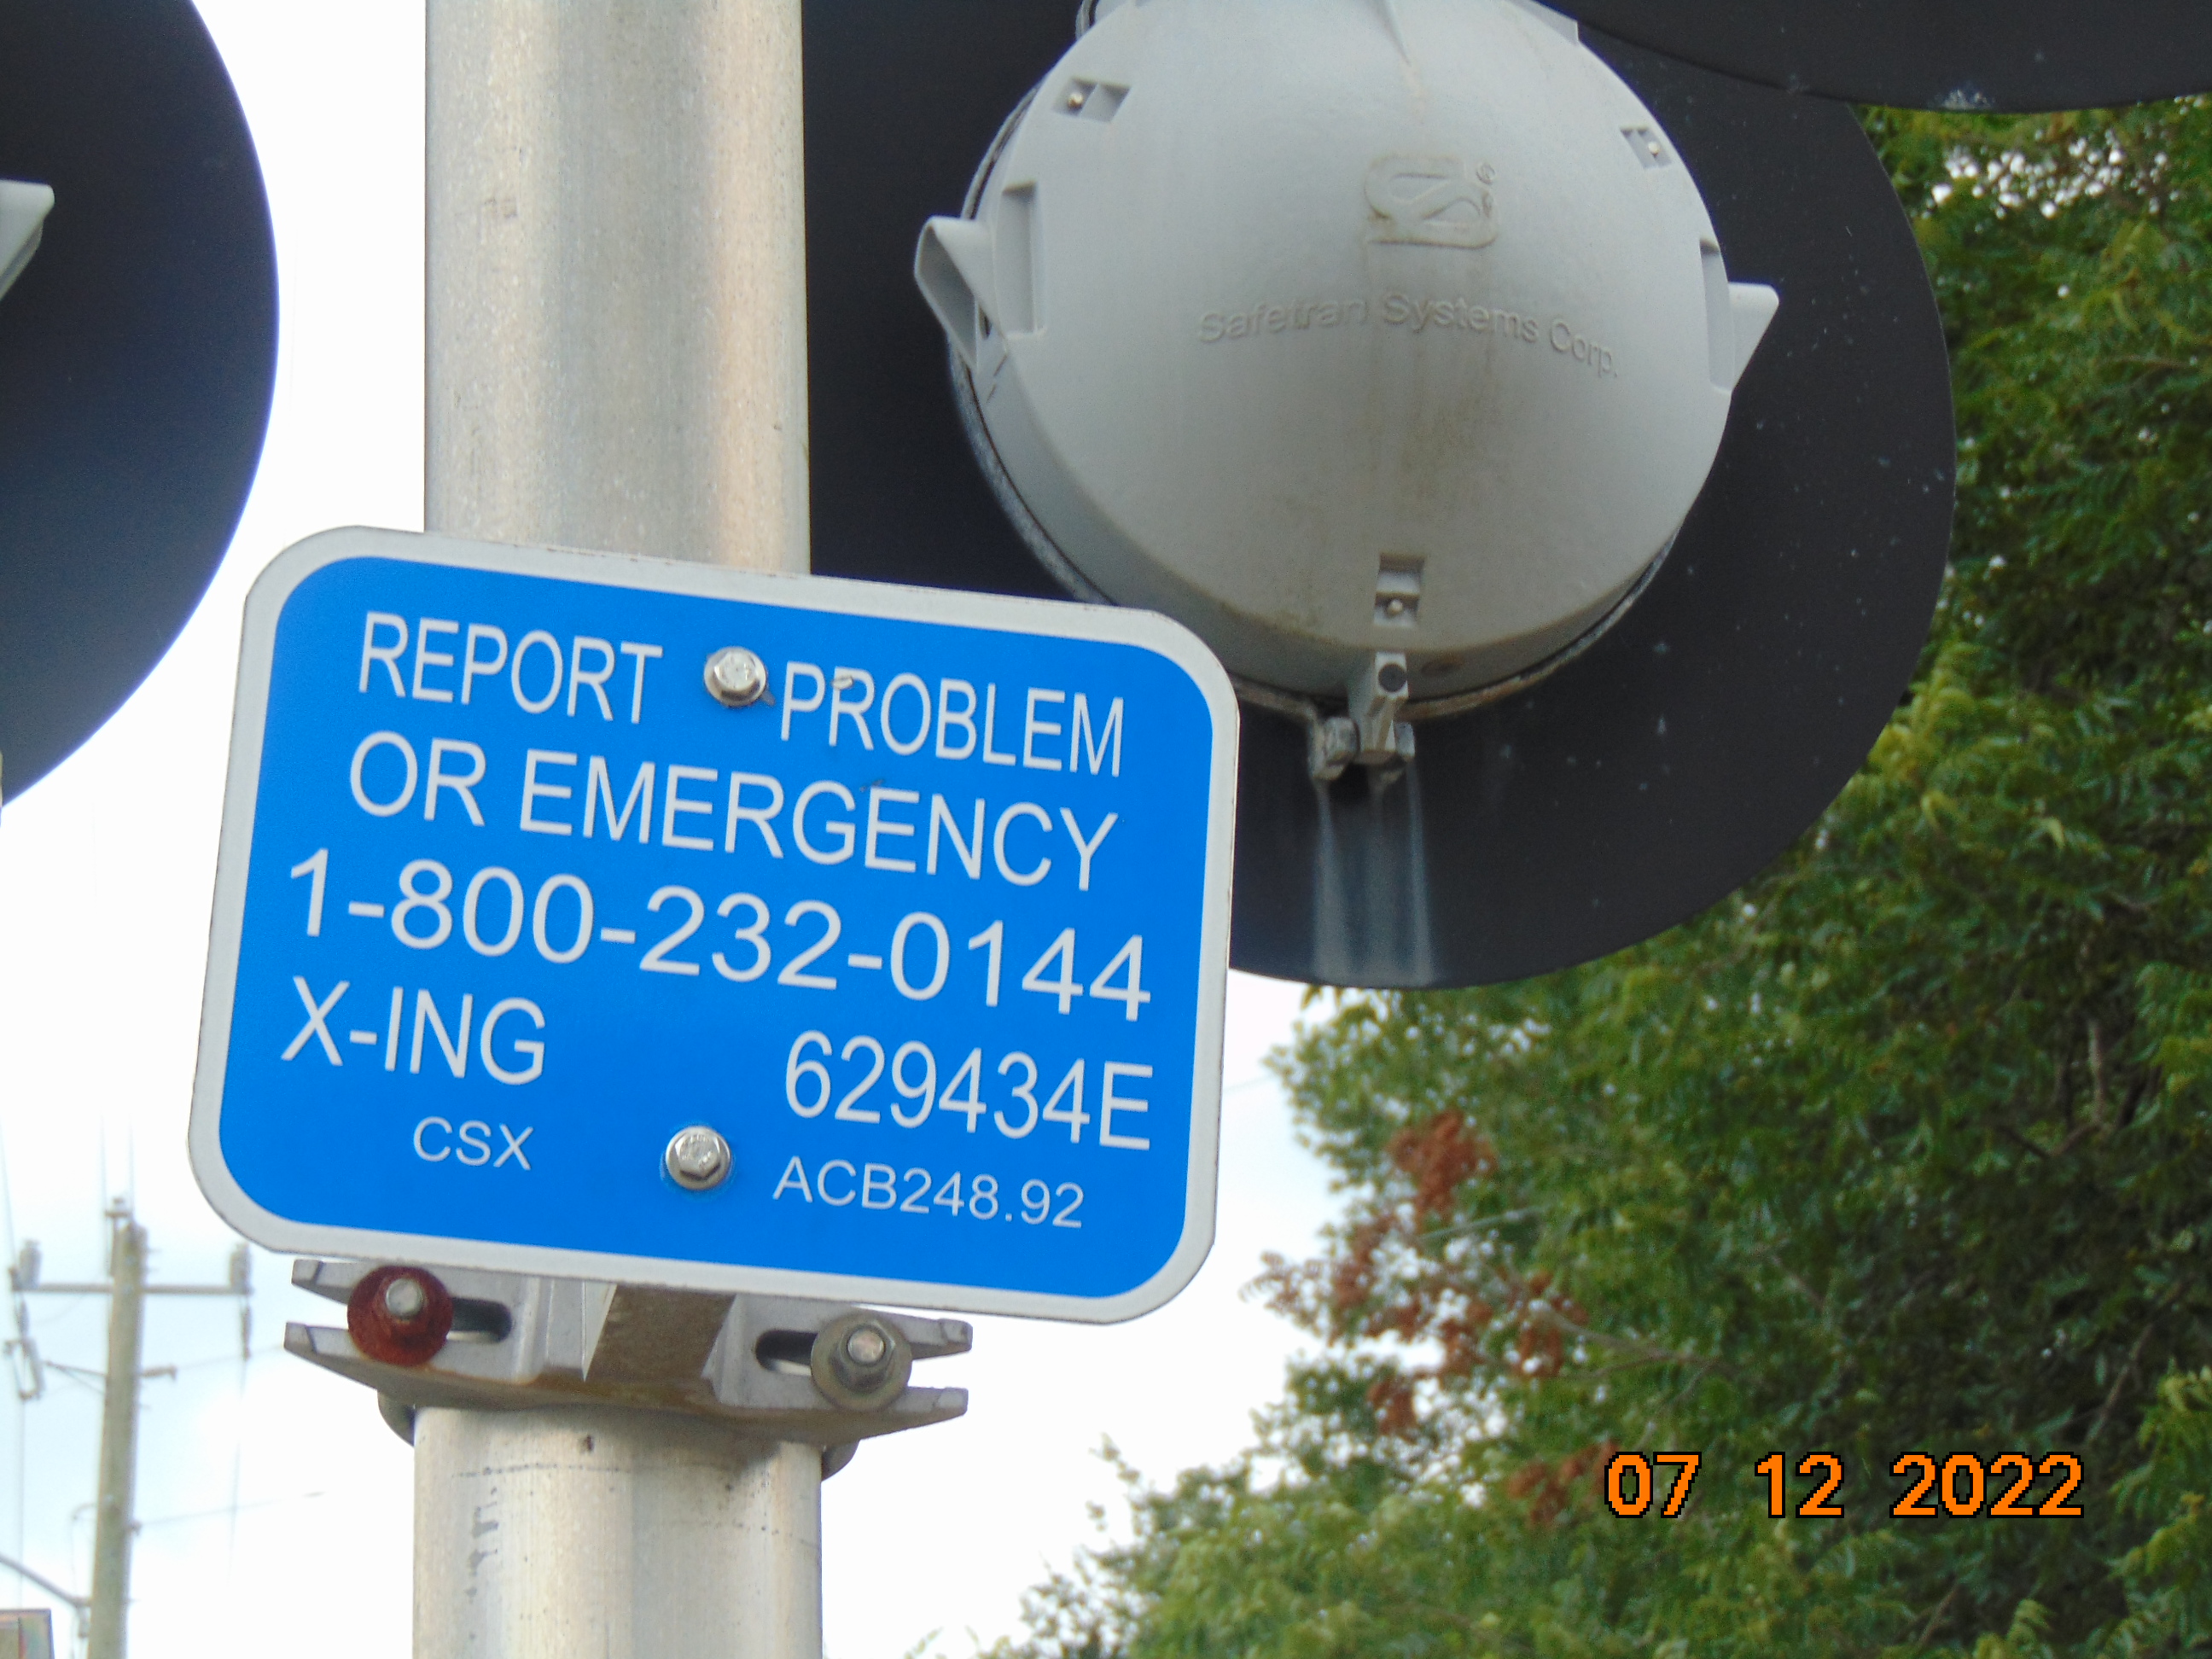 Safetran Systems Corp.
REPORT PROBLEM
OR EMERGENCY
1-800-232-0144
X-ING 629434E
CSX ACB248.92
07 12 2022